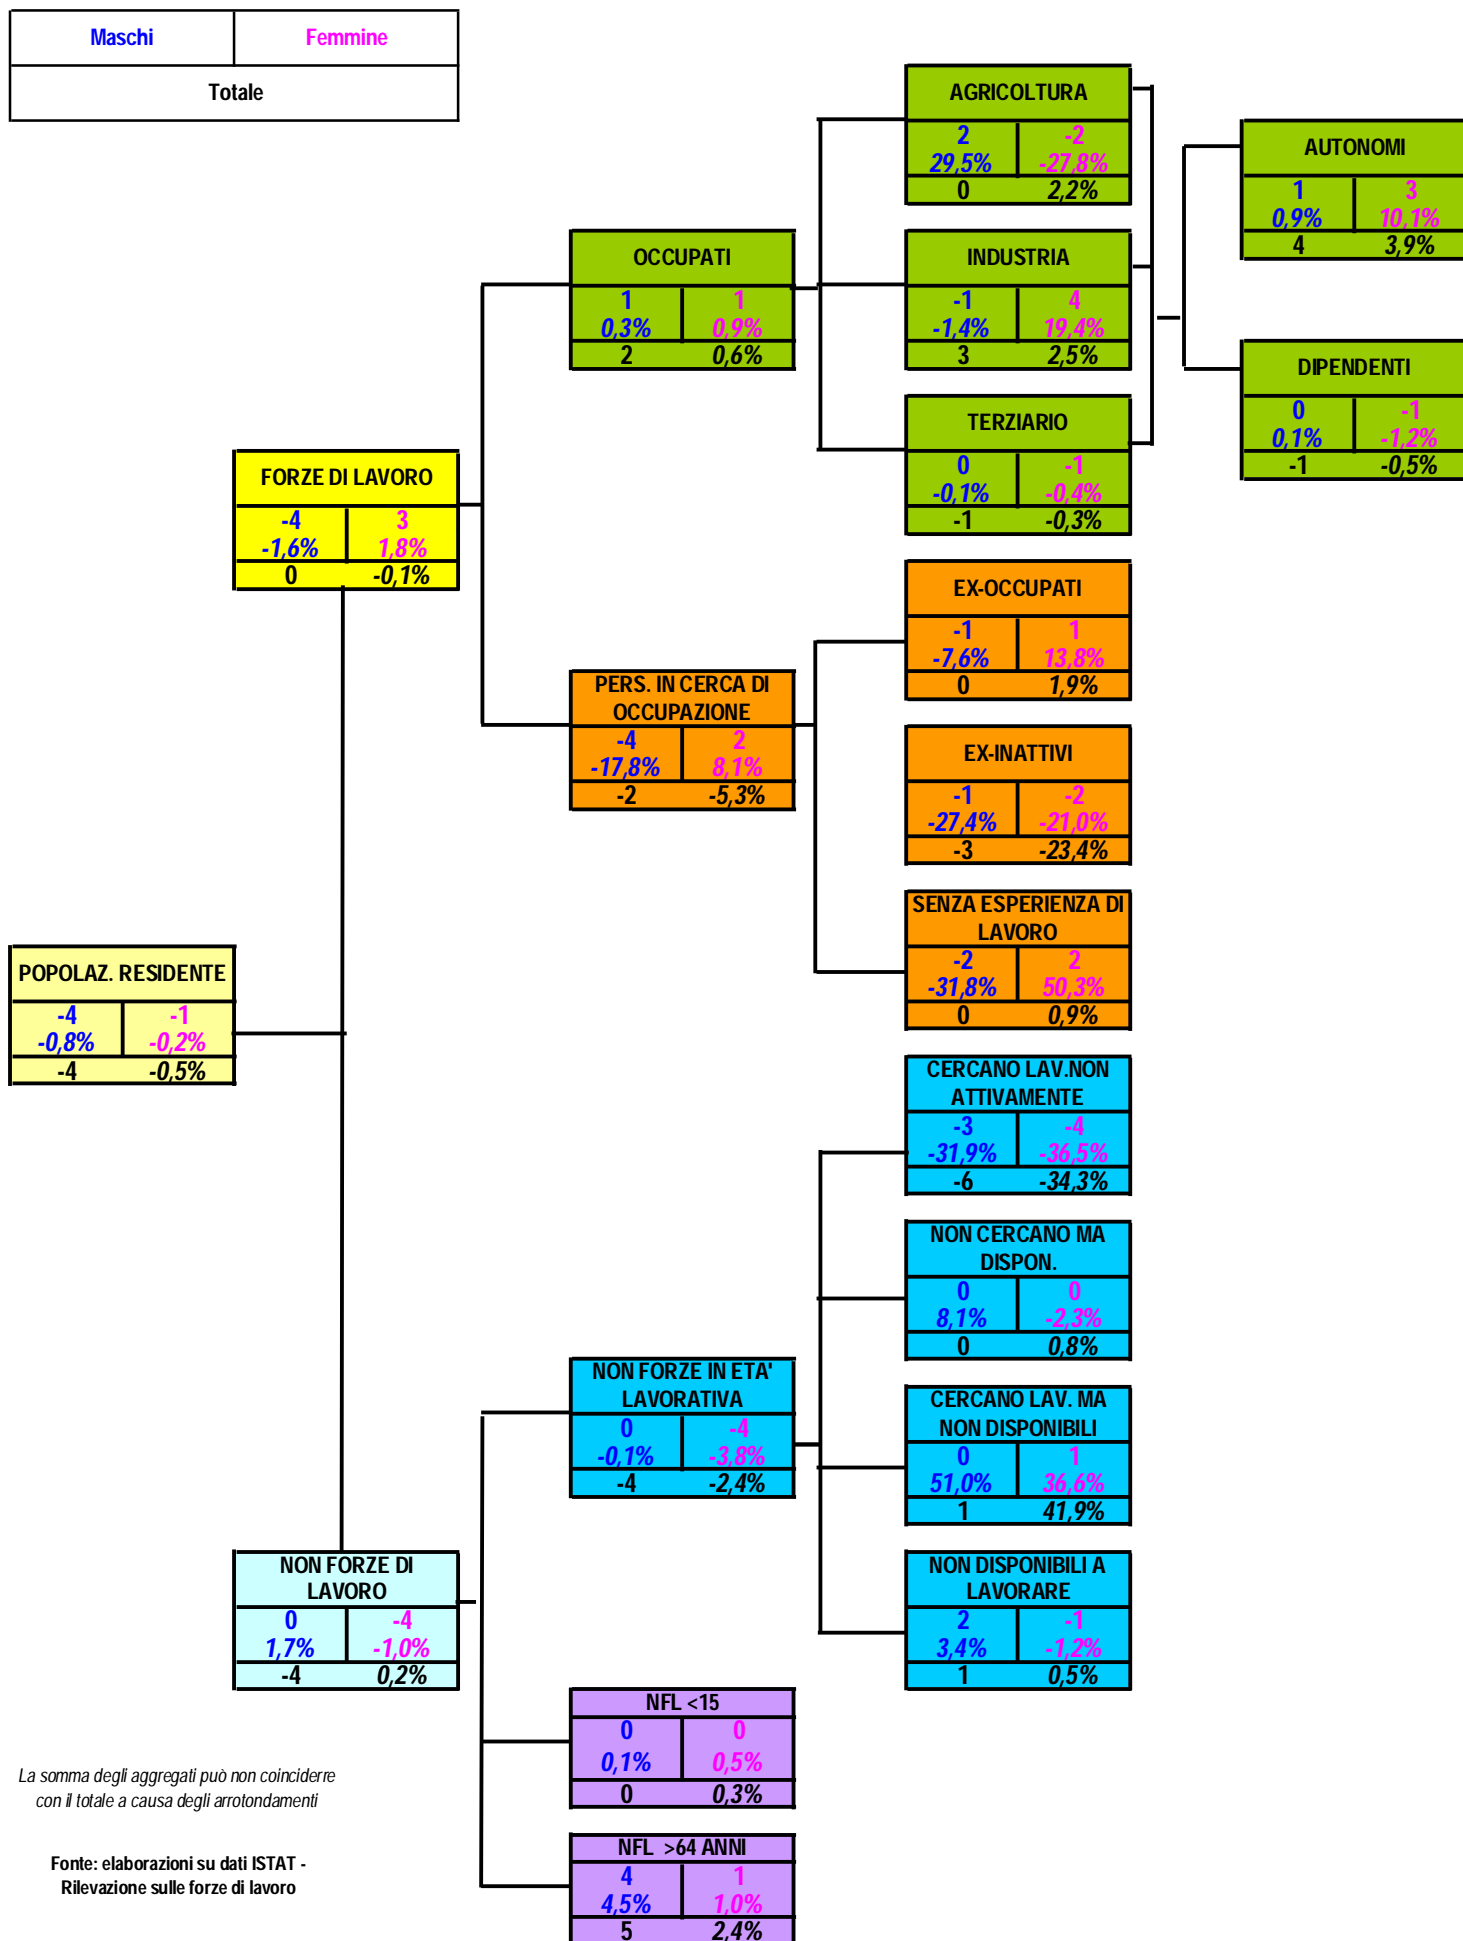 Maschi Femmine
Totale
AGRICOLTURA
2 -2
29,5% -27,8%
0 2,2%
AUTONOMI
1 3
0,9% 10,1%
4 3,9%
OCCUPATI
1 1
0,3% 0,9%
2 0,6%
INDUSTRIA
-1 4
-1,4% 19,4%
3 2,5%
DIPENDENTI
0 -1
0,1% -1,2%
-1 -0,5%
TERZIARIO
0 -1
-0,1% -0,4%
-1 -0,3%
FORZE DI LAVORO
-4 3
-1,6% 1,8%
0 -0,1%
EX-OCCUPATI
-1 1
-7,6% 13,8%
0 1,9%
PERS. IN CERCA DI
OCCUPAZIONE
-4 2
-17,8% 8,1%
-2 -5,3%
EX-INATTIVI
-1 -2
-27,4% -21,0%
-3 -23,4%
SENZA ESPERIENZA DI
LAVORO
-2 2
-31,8% 50,3%
0 0,9%
POPOLAZ. RESIDENTE
-4 -1
-0,8% -0,2%
-4 -0,5%
CERCANO LAV.NON
ATTIVAMENTE
-3 -4
-31,9% -36,5%
-6 -34,3%
NON CERCANO MA
DISPON.
0 0
8,1% -2,3%
0 0,8%
NON FORZE IN ETA'
LAVORATIVA
0 -4
-0,1% -3,8%
-4 -2,4%
CERCANO LAV. MA
NON DISPONIBILI
0 1
51,0% 36,6%
1 41,9%
NON FORZE DI
LAVORO
0 -4
1,7% -1,0%
-4 0,2%
NON DISPONIBILI A
LAVORARE
2 -1
3,4% -1,2%
1 0,5%
NFL <15
0 0
0,1% 0,5%
0 0,3%
NFL >64 ANNI
4 1
4,5% 1,0%
5 2,4%
La somma degli aggregati può non coinciderre
con il totale a causa degli arrotondamenti
Fonte: elaborazioni su dati ISTAT -
Rilevazione sulle forze di lavoro